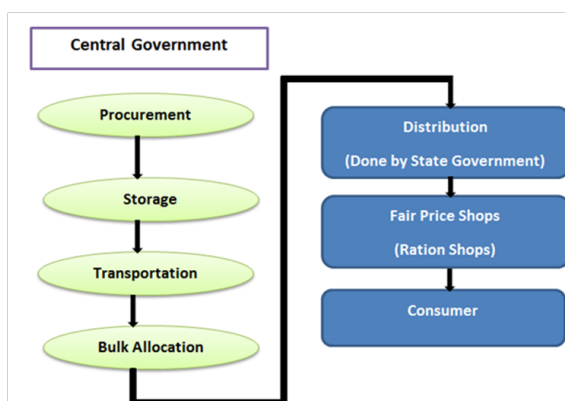 Central Government
Procurement
Storage
Transportation
Bulk Allocation
Distribution
(Done by State Government)
Fair Price Shops
(Ration Shops)
Consumer